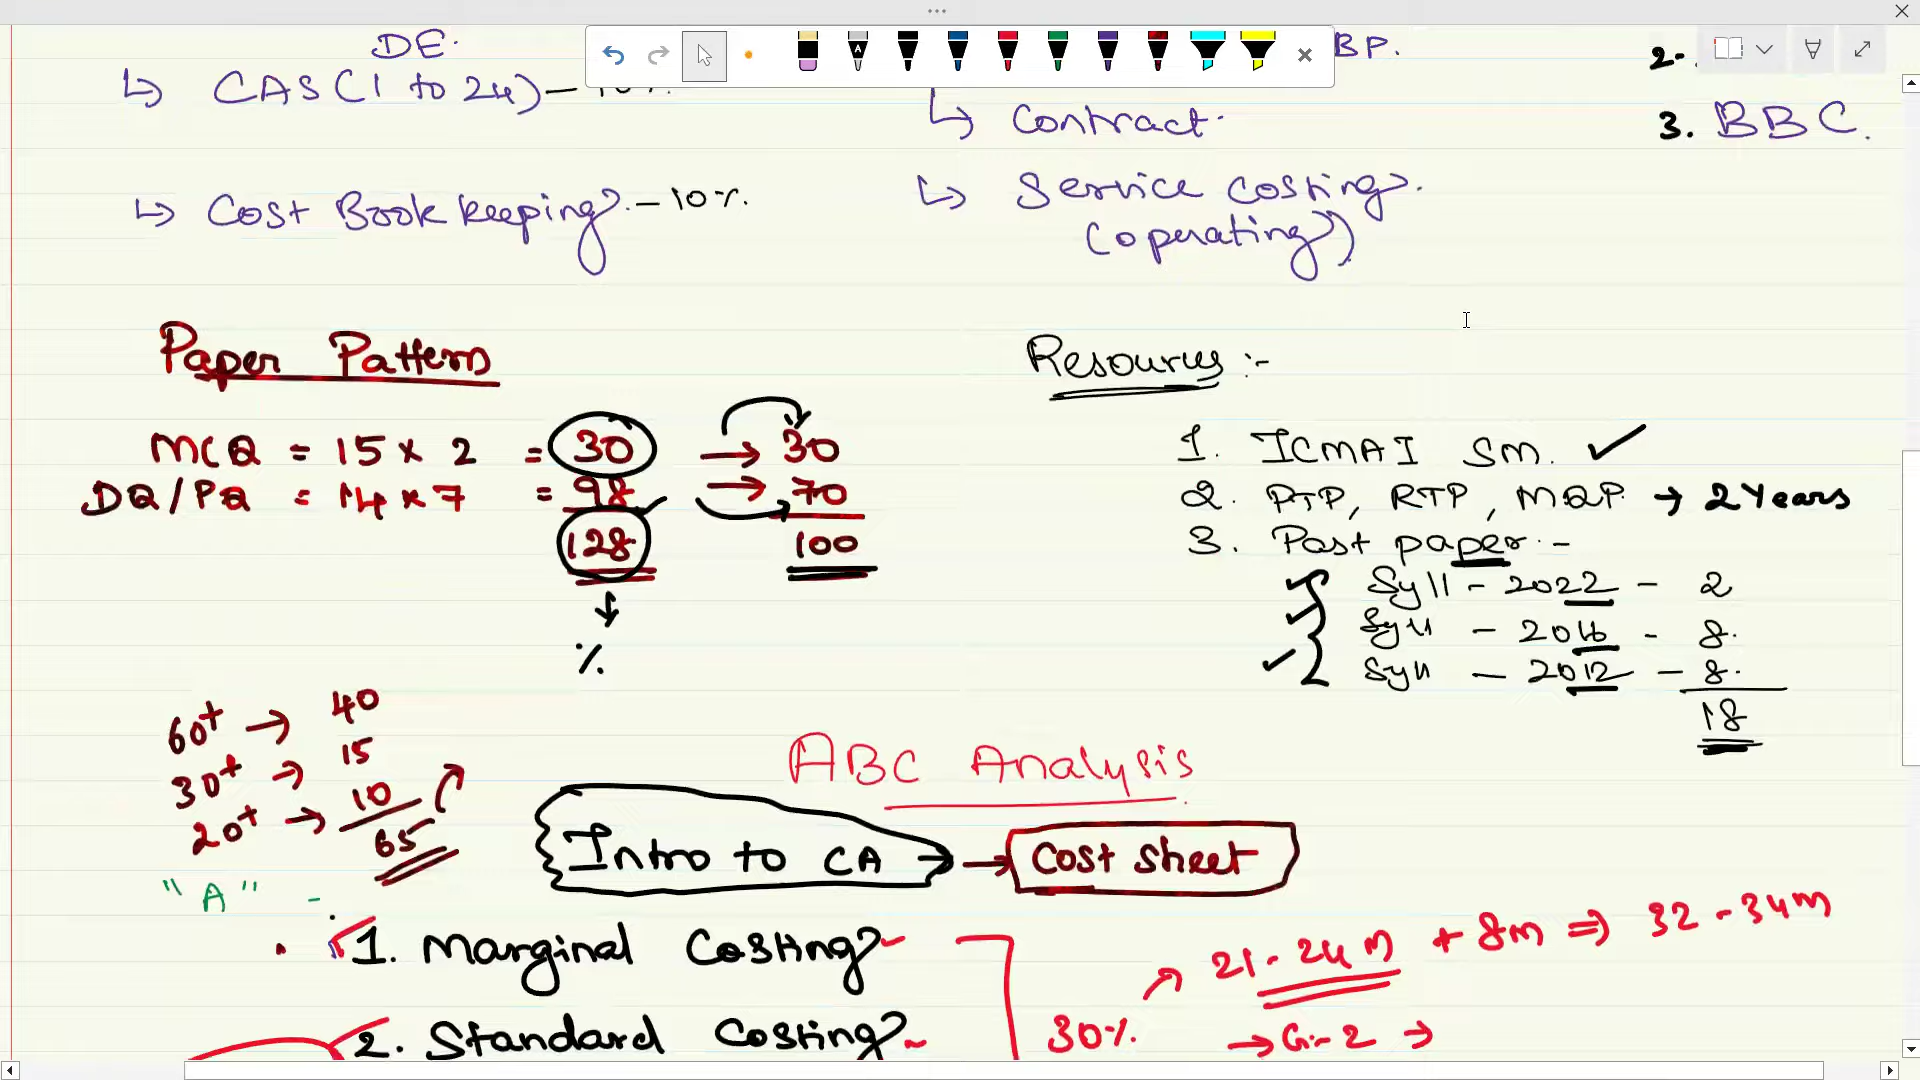 DE.
BP.
2-
↳ CAS (1 to 24) – 10%.
↳ Contract.
3. BBC.
↳ Cost Book keeping. – 10%.
↳ Service costing.
(operating)
Paper Pattern
MCQ = 15 x 2 = 30 → 30
DQ/PQ = 14 x 7 = 98 → 70
128 100
↓
%.
Resources :-
1. ICMAI SM. ✓
2. PTP, RTP, MQP. → 2 Years
3. Past paper :-
Syll - 2022 - 2
Syll - 2016 - 8.
Syll - 2012 - 8.
18
60+ → 40
30+ → 15
20+ → 10
65
ABC Analysis
Intro to CA → Cost sheet
"A" -
1. Marginal Costing
21-24m + 8m ⇒ 32-34m
2. Standard Costing
30%.
→ Gr-2 →